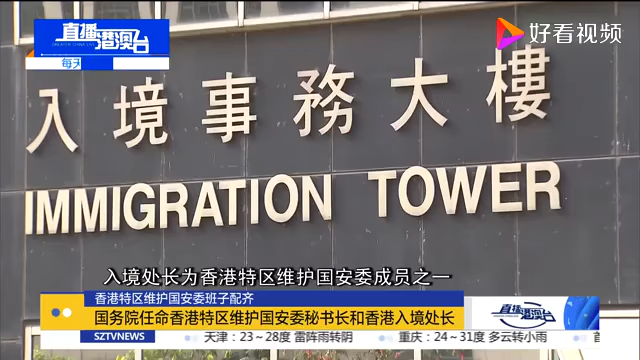 直播港澳台
每天
好看视频
入境事務大樓
IMMIGRATION TOWER
入境处长为香港特区维护国安委成员之一
香港特区维护国安委班子配齐
国务院任命香港特区维护国安委秘书长和香港入境处长
直播港澳台
SZTVNEWS
天津：23～28度 雷阵雨转阴
重庆：24～31度 多云转小雨
首